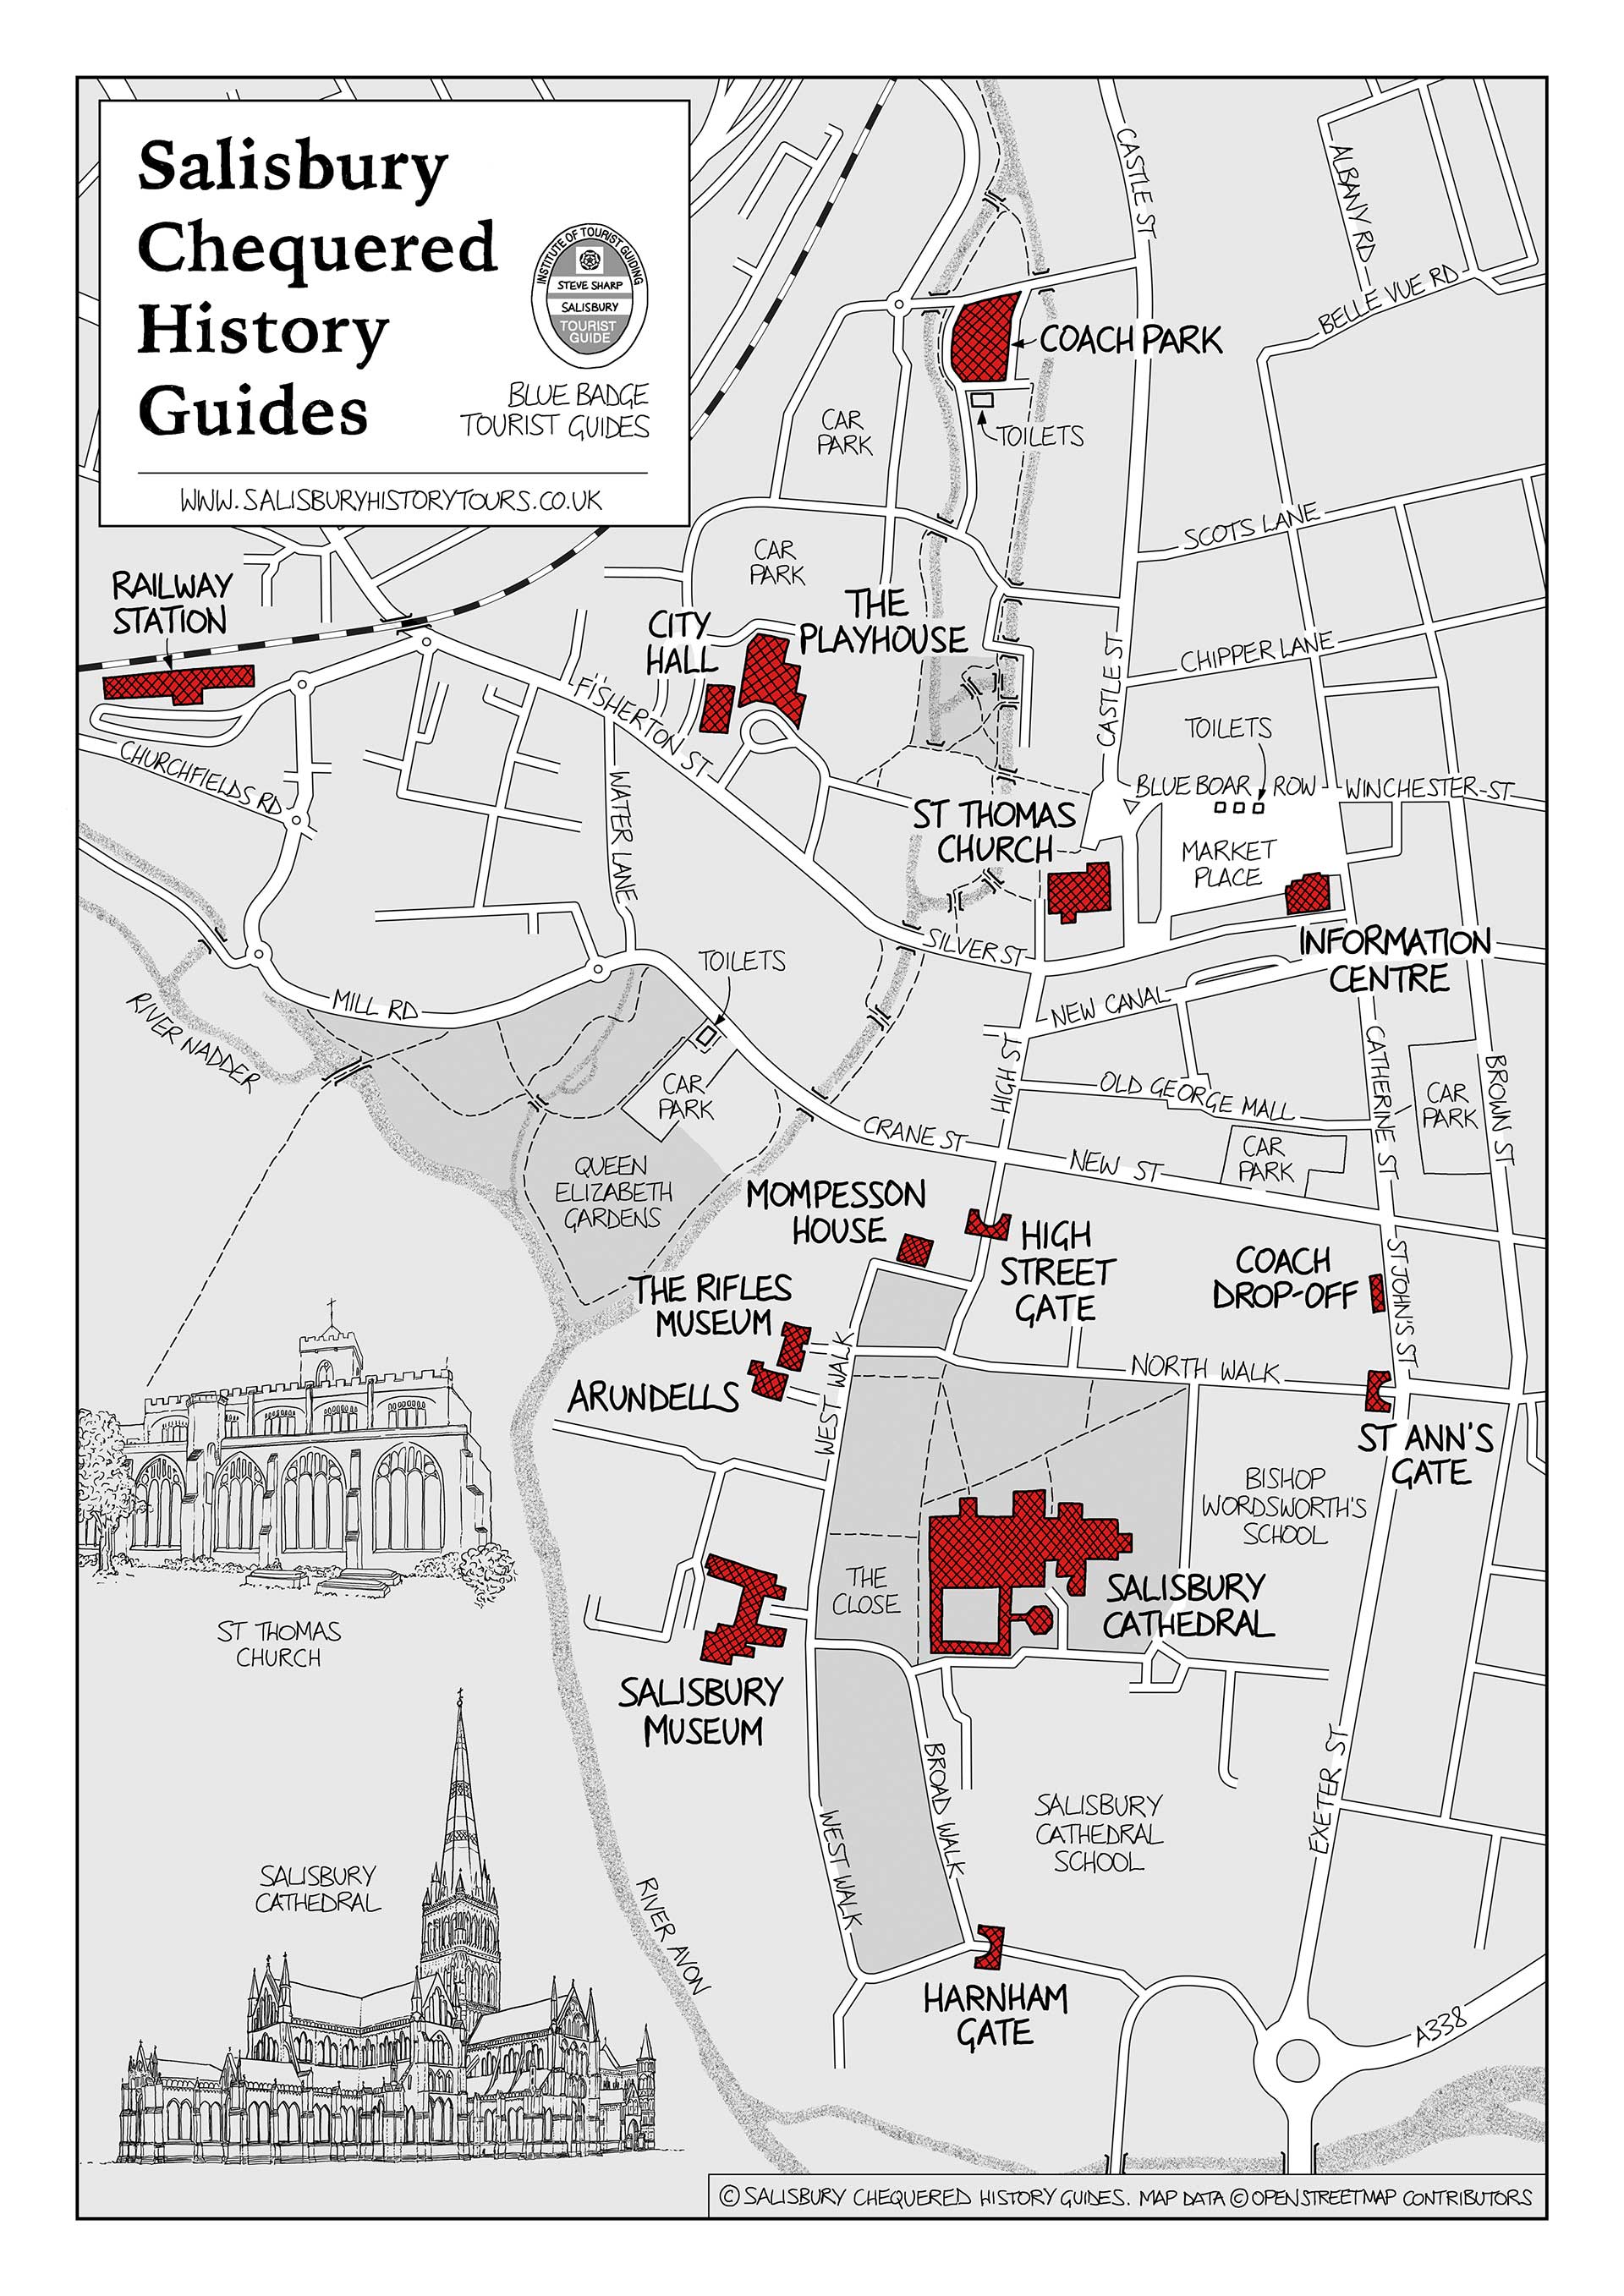 Salisbury
Chequered
History
Guides
INSTITUTE OF TOURIST GUIDING
STEVE SHARP
SALISBURY
TOURIST
GUIDE
BLUE BADGE
TOURIST GUIDES
WWW.SALISBURYHISTORYTOURS.CO.UK
CASTLE ST
ALBANY RD
BELLE VUE RD
COACH PARK
CAR
PARK
TOILETS
SCOTS LANE
CAR
PARK
RAILWAY
STATION
THE
PLAYHOUSE
CITY
HALL
CHIPPER LANE
CASTLE ST
FISHERTON ST
TOILETS
CHURCHFIELDS RD
WATER LANE
BLUE BOAR ROW
WINCHESTER ST
ST THOMAS
CHURCH
MARKET
PLACE
SILVER ST
INFORMATION
CENTRE
TOILETS
MILL RD
NEW CANAL
RIVER NADDER
HIGH ST
CATHERINE ST
BROWN ST
CAR
PARK
OLD GEORGE MALL
CAR
PARK
CRANE ST
NEW ST
CAR
PARK
QUEEN
ELIZABETH
GARDENS
MOMPESSON
HOUSE
HIGH
STREET
GATE
COACH
DROP-OFF
ST JOHN'S ST
THE RIFLES
MUSEUM
WEST WALK
NORTH WALK
ARUNDELLS
ST ANN'S
GATE
BISHOP
WORDSWORTH'S
SCHOOL
THE
CLOSE
SALISBURY
CATHEDRAL
ST THOMAS
CHURCH
SALISBURY
MUSEUM
BROAD WALK
EXETER ST
SALISBURY
CATHEDRAL
SCHOOL
WEST WALK
SALISBURY
CATHEDRAL
RIVER AVON
HARNHAM
GATE
A338
© SALISBURY CHEQUERED HISTORY GUIDES. MAP DATA © OPENSTREETMAP CONTRIBUTORS